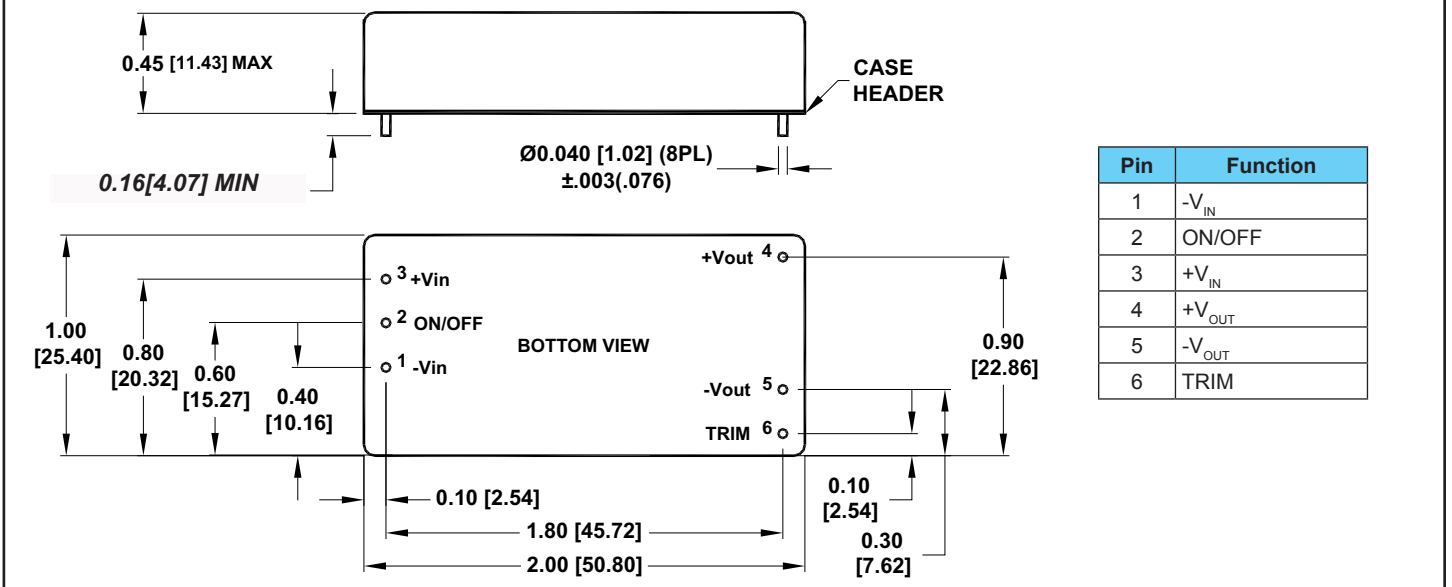 0.45 [11.43] MAX
CASE
HEADER
0.16[4.07] MIN
Ø0.040 [1.02] (8PL)
±.003(.076)
3 +Vin
2 ON/OFF
1 -Vin
BOTTOM VIEW
+Vout 4
-Vout 5
TRIM 6
1.00
[25.40]
0.80
[20.32]
0.60
[15.27]
0.40
[10.16]
0.90
[22.86]
0.10 [2.54]
1.80 [45.72]
2.00 [50.80]
0.10
[2.54]
0.30
[7.62]
Pin Function
1 -VIN
2 ON/OFF
3 +VIN
4 +VOUT
5 -VOUT
6 TRIM